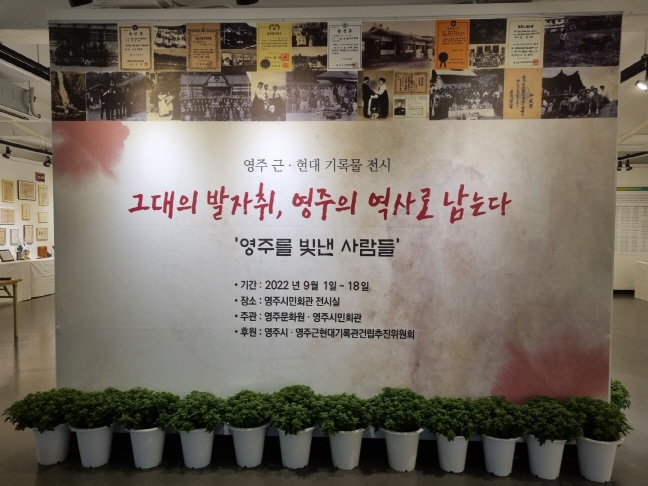 영주 근·현대 기록물 전시
그대의 발자취, 영주의 역사로 남는다
'영주를 빛낸 사람들'
• 기간 : 2022 년 9월 1일 ~ 18일
• 장소 : 영주시민회관 전시실
• 주관 : 영주문화원·영주시민회관
• 후원 : 영주시·영주근현대기록관건립추진위원회